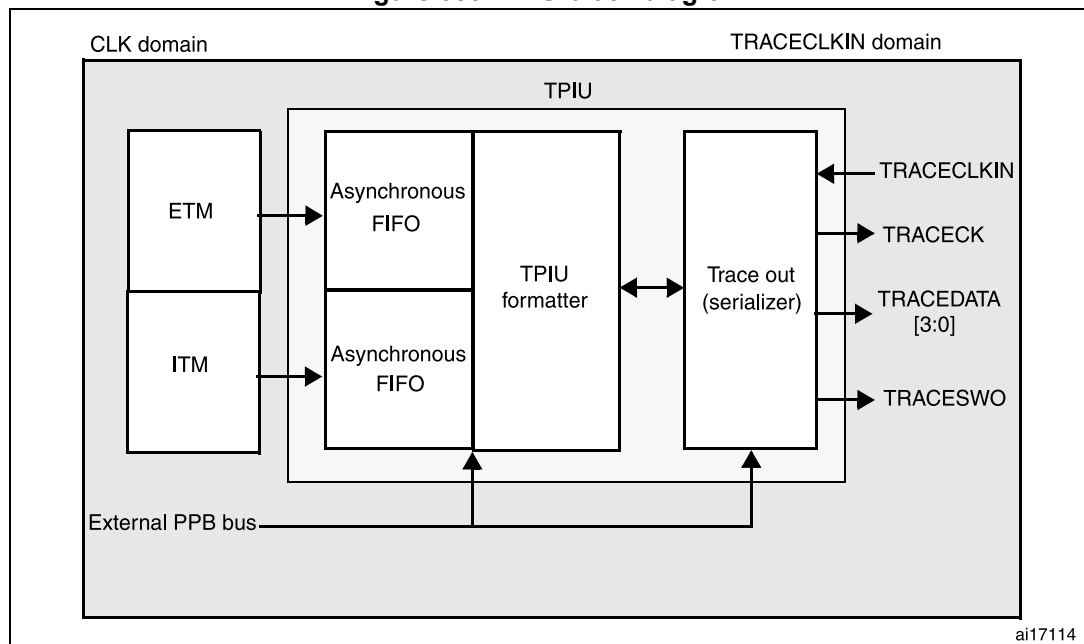 CLK domain
TRACECLKIN domain
TPIU
ETM
Asynchronous
FIFO
ITM
Asynchronous
FIFO
TPIU
formatter
Trace out
(serializer)
TRACECLKIN
TRACECK
TRACEDATA
[3:0]
TRACESWO
External PPB bus
ai17114